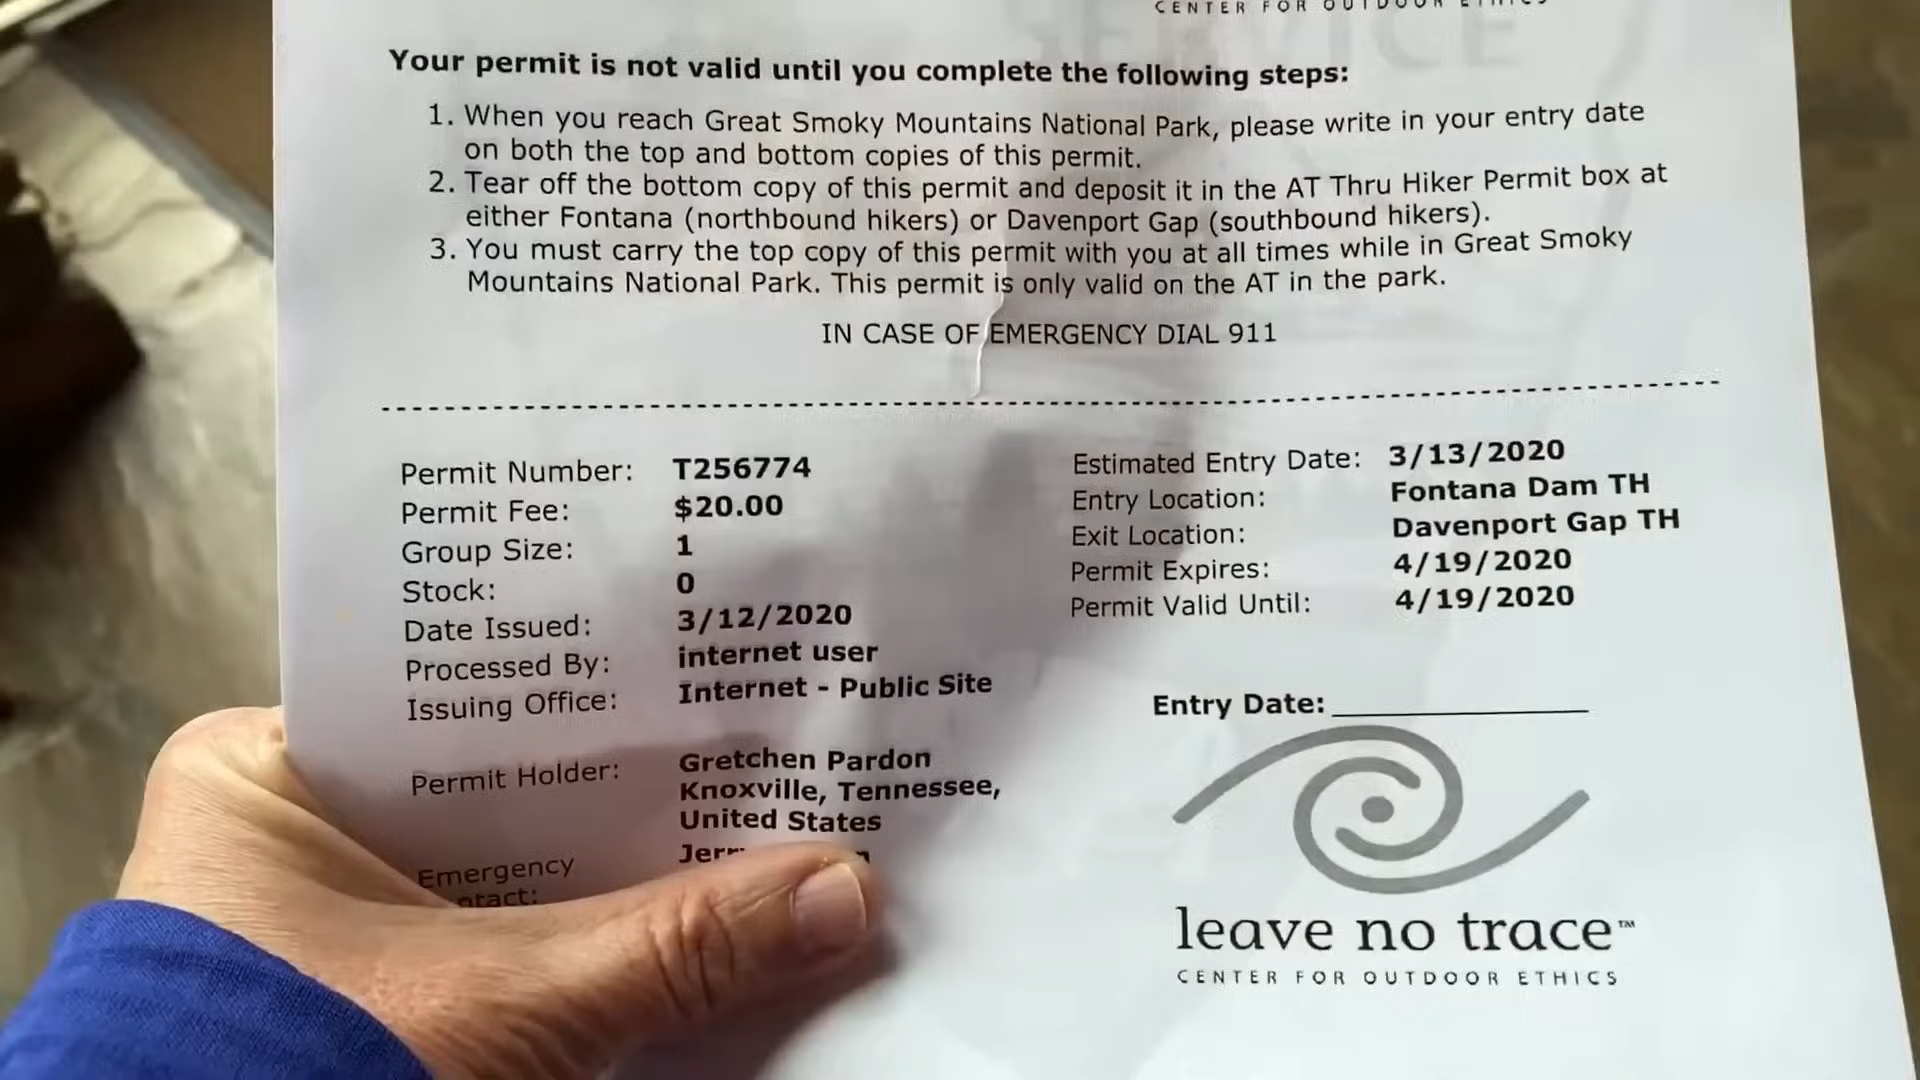 CENTER FOR OUTDOOR ETHICS
SERVICE
Your permit is not valid until you complete the following steps:
1. When you reach Great Smoky Mountains National Park, please write in your entry date
on both the top and bottom copies of this permit.
2. Tear off the bottom copy of this permit and deposit it in the AT Thru Hiker Permit box at
either Fontana (northbound hikers) or Davenport Gap (southbound hikers).
3. You must carry the top copy of this permit with you at all times while in Great Smoky
Mountains National Park. This permit is only valid on the AT in the park.
IN CASE OF EMERGENCY DIAL 911
Permit Number: T256774
Permit Fee: $20.00
Group Size: 1
Stock: 0
Date Issued: 3/12/2020
Processed By: internet user
Issuing Office: Internet - Public Site
Permit Holder: Gretchen Pardon
Knoxville, Tennessee,
United States
Emergency
Estimated Entry Date: 3/13/2020
Entry Location: Fontana Dam TH
Exit Location: Davenport Gap TH
Permit Expires: 4/19/2020
Permit Valid Until: 4/19/2020
Entry Date:
leave no trace™
CENTER FOR OUTDOOR ETHICS